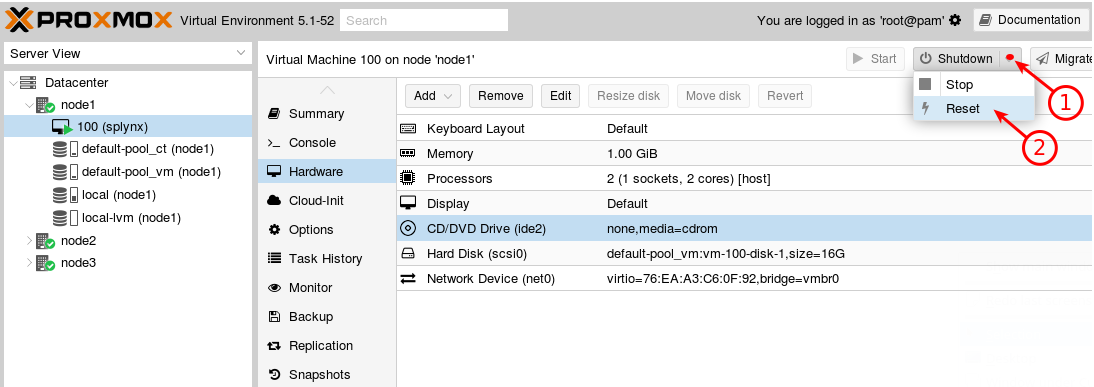 PROXMOX Virtual Environment 5.1-52 Search You are logged in as 'root@pam' Documentation
Server View
Virtual Machine 100 on node 'node1' Start Shutdown Migrate
Datacenter
node1
100 (splynx)
default-pool_ct (node1)
default-pool_vm (node1)
local (node1)
local-lvm (node1)
node2
node3
Summary
Console
Hardware
Cloud-Init
Options
Task History
Monitor
Backup
Replication
Snapshots
Add Remove Edit Resize disk Move disk Revert
Stop
Reset
1
2
Keyboard Layout Default
Memory 1.00 GiB
Processors 2 (1 sockets, 2 cores) [host]
Display Default
CD/DVD Drive (ide2) none,media=cdrom
Hard Disk (scsi0) default-pool_vm:vm-100-disk-1,size=16G
Network Device (net0) virtio=76:EA:A3:C6:0F:92,bridge=vmbr0